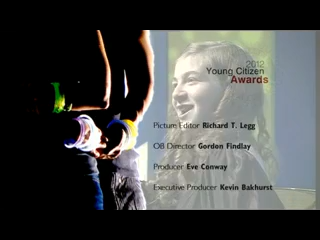 2012
Young Citizen
Awards
Picture Editor Richard T. Legg
OB Director Gordon Findlay
Producer Eve Conway
Executive Producer Kevin Bakhurst